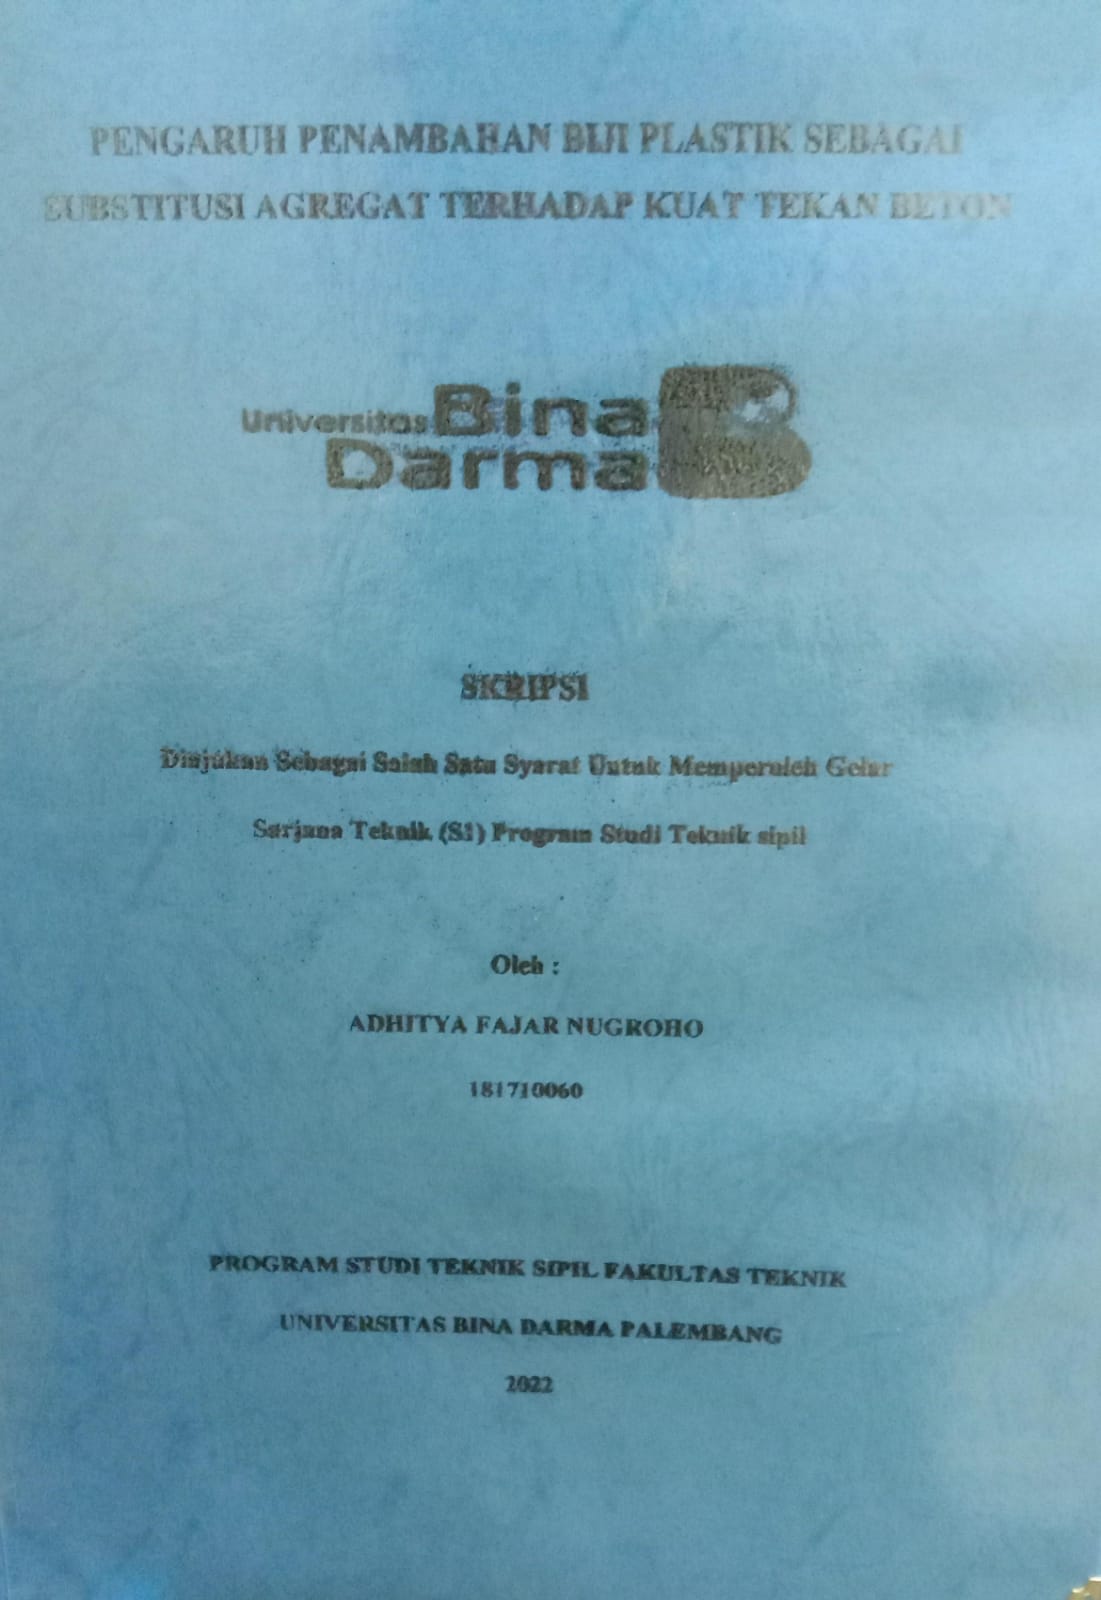 PENGARUH PENAMBAHAN BIJI PLASTIK SEBAGAI
SUBSTITUSI AGREGAT TERHADAP KUAT TEKAN BETON
Universitas Bina
Darma
SKRIPSI
Diajukan Sebagai Salah Satu Syarat Untuk Memperoleh Gelar
Sarjana Teknik (S1) Program Studi Teknik sipil
Oleh :
ADHITYA FAJAR NUGROHO
181710060
PROGRAM STUDI TEKNIK SIPIL FAKULTAS TEKNIK
UNIVERSITAS BINA DARMA PALEMBANG
2022